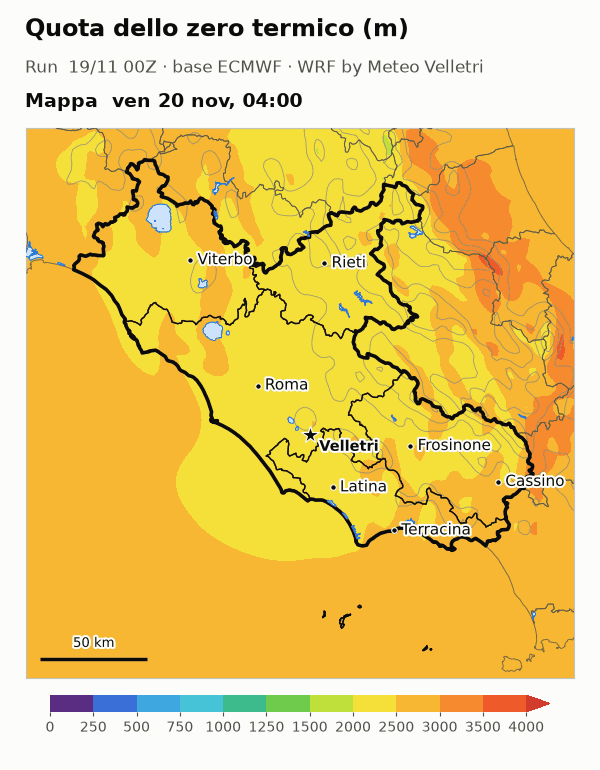 Quota dello zero termico (m)
Run 19/11 00Z · base ECMWF · WRF by Meteo Velletri
Mappa ven 20 nov, 04:00
Viterbo
Rieti
Roma
Velletri
Frosinone
Latina
Cassino
Terracina
50 km
0 250 500 750 1000 1250 1500 2000 2500 3000 3500 4000